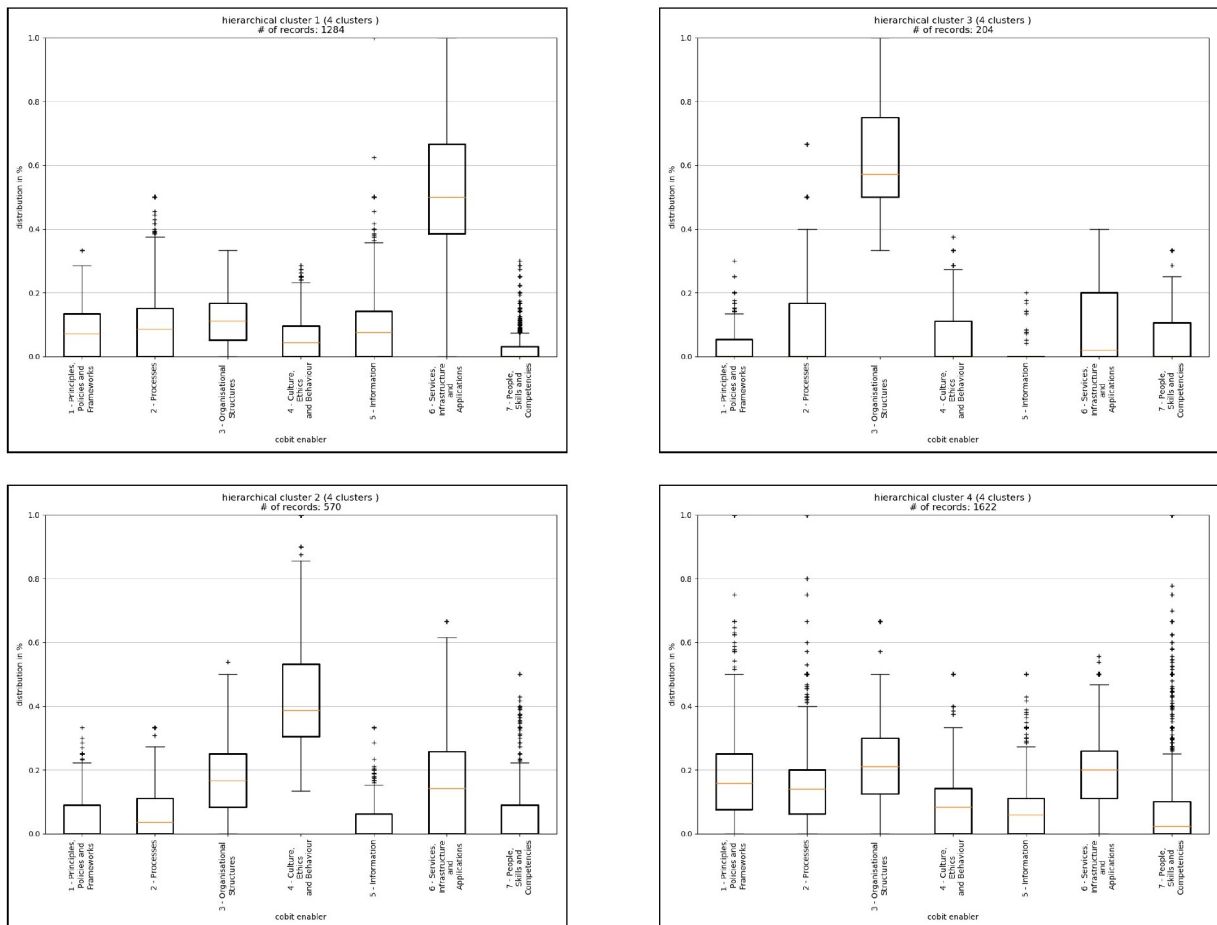 hierarchical cluster 1 (4 clusters )
# of records: 1284
1.0
0.8
0.6
0.4
0.2
0.0
distribution in %
1 - Principles,
Policies and
Frameworks
2 - Processes
3 - Organisational
Structures
4 - Culture,
Ethics
and Behaviour
5 - Information
6 - Services,
Infrastructure
and
Applications
7 - People,
Skills and
Competencies
cobit enabler
hierarchical cluster 3 (4 clusters )
# of records: 204
1.0
0.8
0.6
0.4
0.2
0.0
distribution in %
1 - Principles,
Policies and
Frameworks
2 - Processes
3 - Organisational
Structures
4 - Culture,
Ethics
and Behaviour
5 - Information
6 - Services,
Infrastructure
and
Applications
7 - People,
Skills and
Competencies
cobit enabler
hierarchical cluster 2 (4 clusters )
# of records: 570
1.0
0.8
0.6
0.4
0.2
0.0
distribution in %
1 - Principles,
Policies and
Frameworks
2 - Processes
3 - Organisational
Structures
4 - Culture,
Ethics
and Behaviour
5 - Information
6 - Services,
Infrastructure
and
Applications
7 - People,
Skills and
Competencies
cobit enabler
hierarchical cluster 4 (4 clusters )
# of records: 1622
1.0
0.8
0.6
0.4
0.2
0.0
distribution in %
1 - Principles,
Policies and
Frameworks
2 - Processes
3 - Organisational
Structures
4 - Culture,
Ethics
and Behaviour
5 - Information
6 - Services,
Infrastructure
and
Applications
7 - People,
Skills and
Competencies
cobit enabler